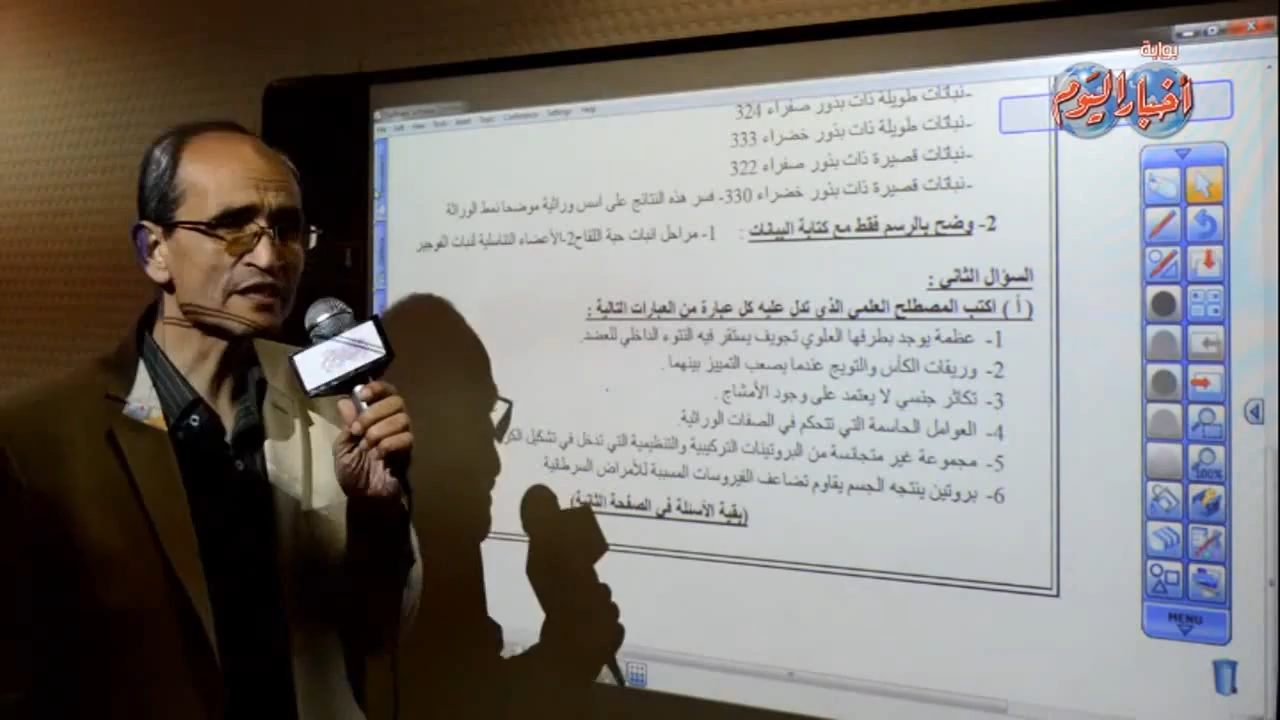 بوابة
أخبار اليوم
-نباتات طويلة ذات بذور صفراء 324
-نباتات طويلة ذات بذور خضراء 333
-نباتات قصيرة ذات بذور صفراء 322
-نباتات قصيرة ذات بذور خضراء 330- فسر هذه النتائج على اسس وراثية موضحا نمط الوراثة
2- وضح بالرسم فقط مع كتابة البيانات : 1- مراحل انبات حبة اللقاح2-الأعضاء التناسلية لنبات الفوجير
السؤال الثاني :
( أ ) اكتب المصطلح العلمي الذي تدل عليه كل عبارة من العبارات التالية :
1- عظمة يوجد بطرفها العلوي تجويف يستقر فيه النتوء الداخلي للعضد.
2- وريقات الكأس والتويج عندما يصعب التمييز بينهما .
3- تكاثر جنسي لا يعتمد على وجود الأمشاج .
4- العوامل الحاسمة التي تتحكم في الصفات الوراثية.
5- مجموعة غير متجانسة من البروتينات التركيبية والتنظيمية التي تدخل في تشكيل
6- بروتين ينتجه الجسم يقاوم تضاعف الفيروسات المسببة للأمراض السرطانية
(بقية الأسئلة في الصفحة الثانية)
100%
MENU